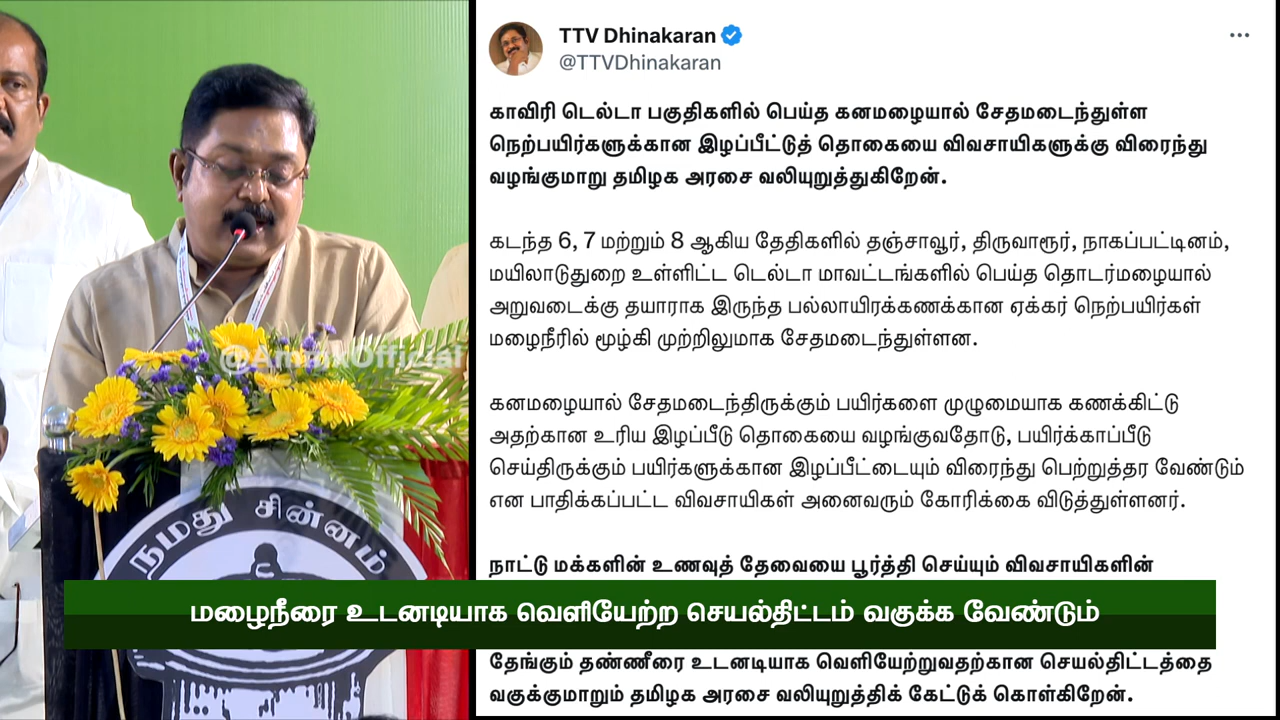 TTV Dhinakaran
@TTVDhinakaran
காவிரி டெல்டா பகுதிகளில் பெய்த கனமழையால் சேதமடைந்துள்ள
நெற்பயிர்களுக்கான இழப்பீட்டுத் தொகையை விவசாயிகளுக்கு விரைந்து
வழங்குமாறு தமிழக அரசை வலியுறுத்துகிறேன்.
கடந்த 6, 7 மற்றும் 8 ஆகிய தேதிகளில் தஞ்சாவூர், திருவாரூர், நாகப்பட்டினம்,
மயிலாடுதுறை உள்ளிட்ட டெல்டா மாவட்டங்களில் பெய்த தொடர்மழையால்
அறுவடைக்கு தயாராக இருந்த பல்லாயிரக்கணக்கான ஏக்கர் நெற்பயிர்கள்
மழைநீரில் மூழ்கி முற்றிலுமாக சேதமடைந்துள்ளன.
கனமழையால் சேதமடைந்திருக்கும் பயிர்களை முழுமையாக கணக்கிட்டு
அதற்கான உரிய இழப்பீடு தொகையை வழங்குவதோடு, பயிர்க்காப்பீடு
செய்திருக்கும் பயிர்களுக்கான இழப்பீட்டையும் விரைந்து பெற்றுத்தர வேண்டும்
என பாதிக்கப்பட்ட விவசாயிகள் அனைவரும் கோரிக்கை விடுத்துள்ளனர்.
நாட்டு மக்களின் உணவுத் தேவையை பூர்த்தி செய்யும் விவசாயிகளின்
தேங்கும் தண்ணீரை உடனடியாக வெளியேற்றுவதற்கான செயல்திட்டத்தை
வகுக்குமாறும் தமிழக அரசை வலியுறுத்திக் கேட்டுக் கொள்கிறேன்.
@AmmkOfficial
நமது சின்னம்
மழைநீரை உடனடியாக வெளியேற்ற செயல்திட்டம் வகுக்க வேண்டும்